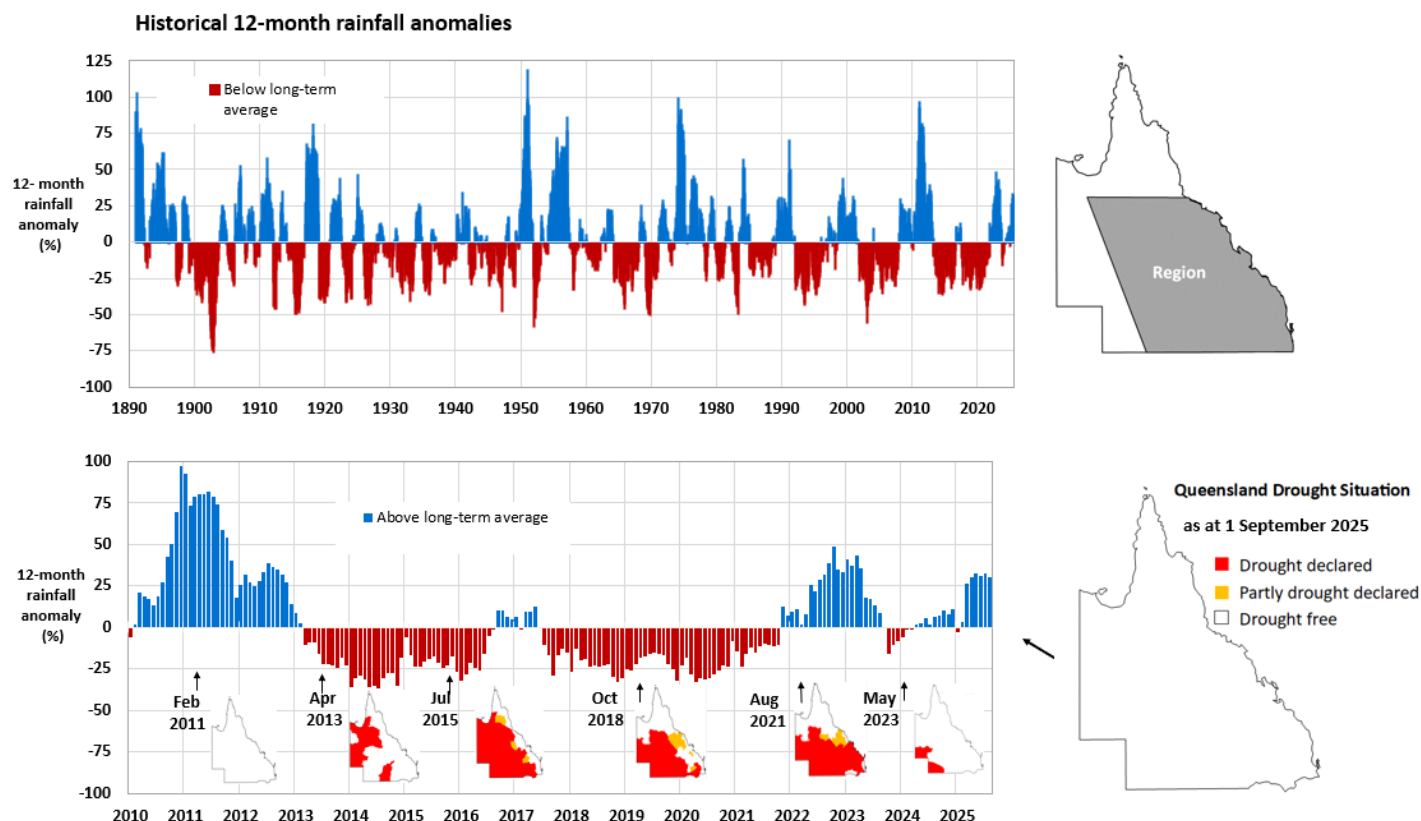 Historical 12-month rainfall anomalies
125
100
75
50
25
0
-25
-50
-75
-100
12- month
rainfall
anomaly
(%)
Below long-term
average
1890 1900 1910 1920 1930 1940 1950 1960 1970 1980 1990 2000 2010 2020
Region
100
75
50
25
0
-25
-50
-75
-100
12-month
rainfall
anomaly
(%)
Above long-term average
Feb
2011
Apr
2013
Jul
2015
Oct
2018
Aug
2021
May
2023
2010 2011 2012 2013 2014 2015 2016 2017 2018 2019 2020 2021 2022 2023 2024 2025
Queensland Drought Situation
as at 1 September 2025
Drought declared
Partly drought declared
Drought free